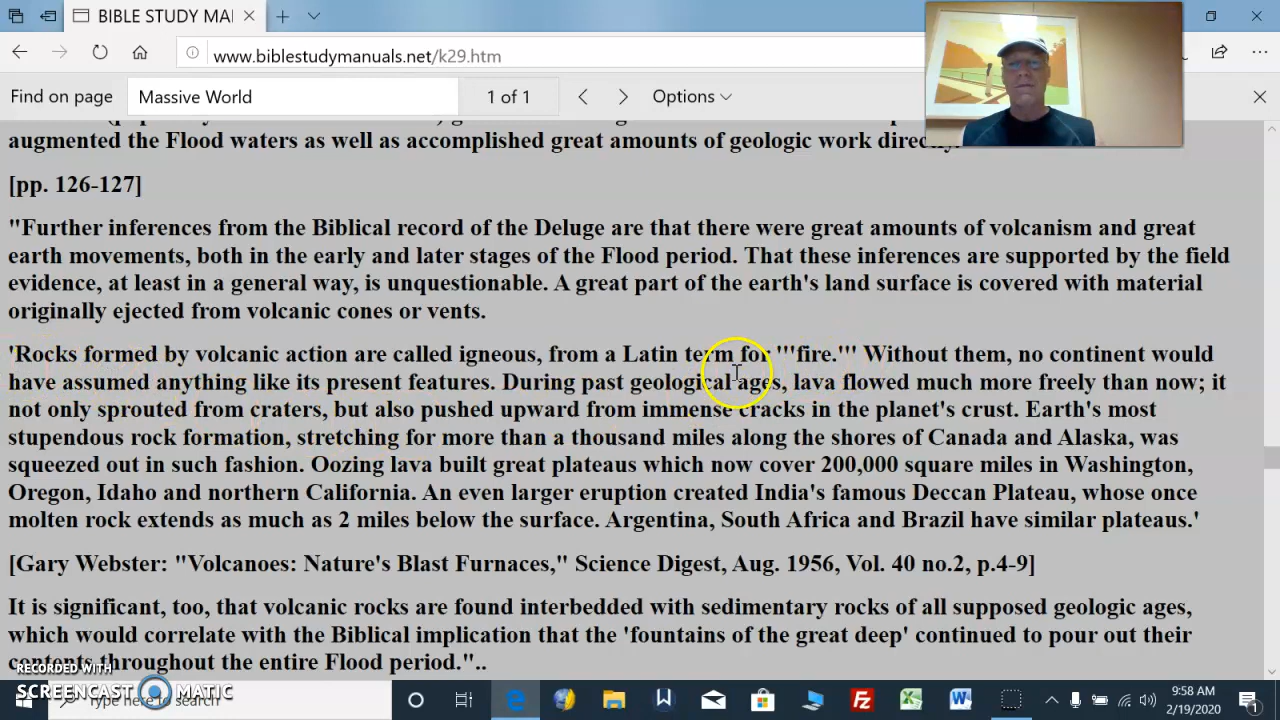 BIBLE STUDY MAI
www.biblestudymanuals.net/k29.htm
Find on page
Massive World
1 of 1
Options
augmented the Flood waters as well as accomplished great amounts of geologic work directly.
[pp. 126-127]
"Further inferences from the Biblical record of the Deluge are that there were great amounts of volcanism and great
earth movements, both in the early and later stages of the Flood period. That these inferences are supported by the field
evidence, at least in a general way, is unquestionable. A great part of the earth's land surface is covered with material
originally ejected from volcanic cones or vents.
'Rocks formed by volcanic action are called igneous, from a Latin term for '"fire.'" Without them, no continent would
have assumed anything like its present features. During past geological ages, lava flowed much more freely than now; it
not only sprouted from craters, but also pushed upward from immense cracks in the planet's crust. Earth's most
stupendous rock formation, stretching for more than a thousand miles along the shores of Canada and Alaska, was
squeezed out in such fashion. Oozing lava built great plateaus which now cover 200,000 square miles in Washington,
Oregon, Idaho and northern California. An even larger eruption created India's famous Deccan Plateau, whose once
molten rock extends as much as 2 miles below the surface. Argentina, South Africa and Brazil have similar plateaus.'
[Gary Webster: "Volcanoes: Nature's Blast Furnaces," Science Digest, Aug. 1956, Vol. 40 no.2, p.4-9]
It is significant, too, that volcanic rocks are found interbedded with sedimentary rocks of all supposed geologic ages,
which would correlate with the Biblical implication that the 'fountains of the great deep' continued to pour out their
contents throughout the entire Flood period."..
RECORDED WITH
SCREENCAST MATIC
Type here to search
9:58 AM
2/19/2020